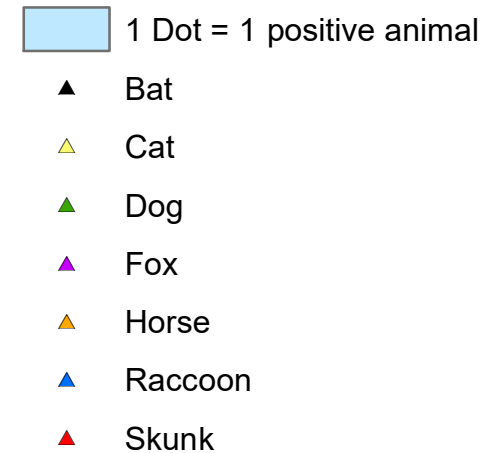 1 Dot = 1 positive animal
Bat
Cat
Dog
Fox
Horse
Raccoon
Skunk